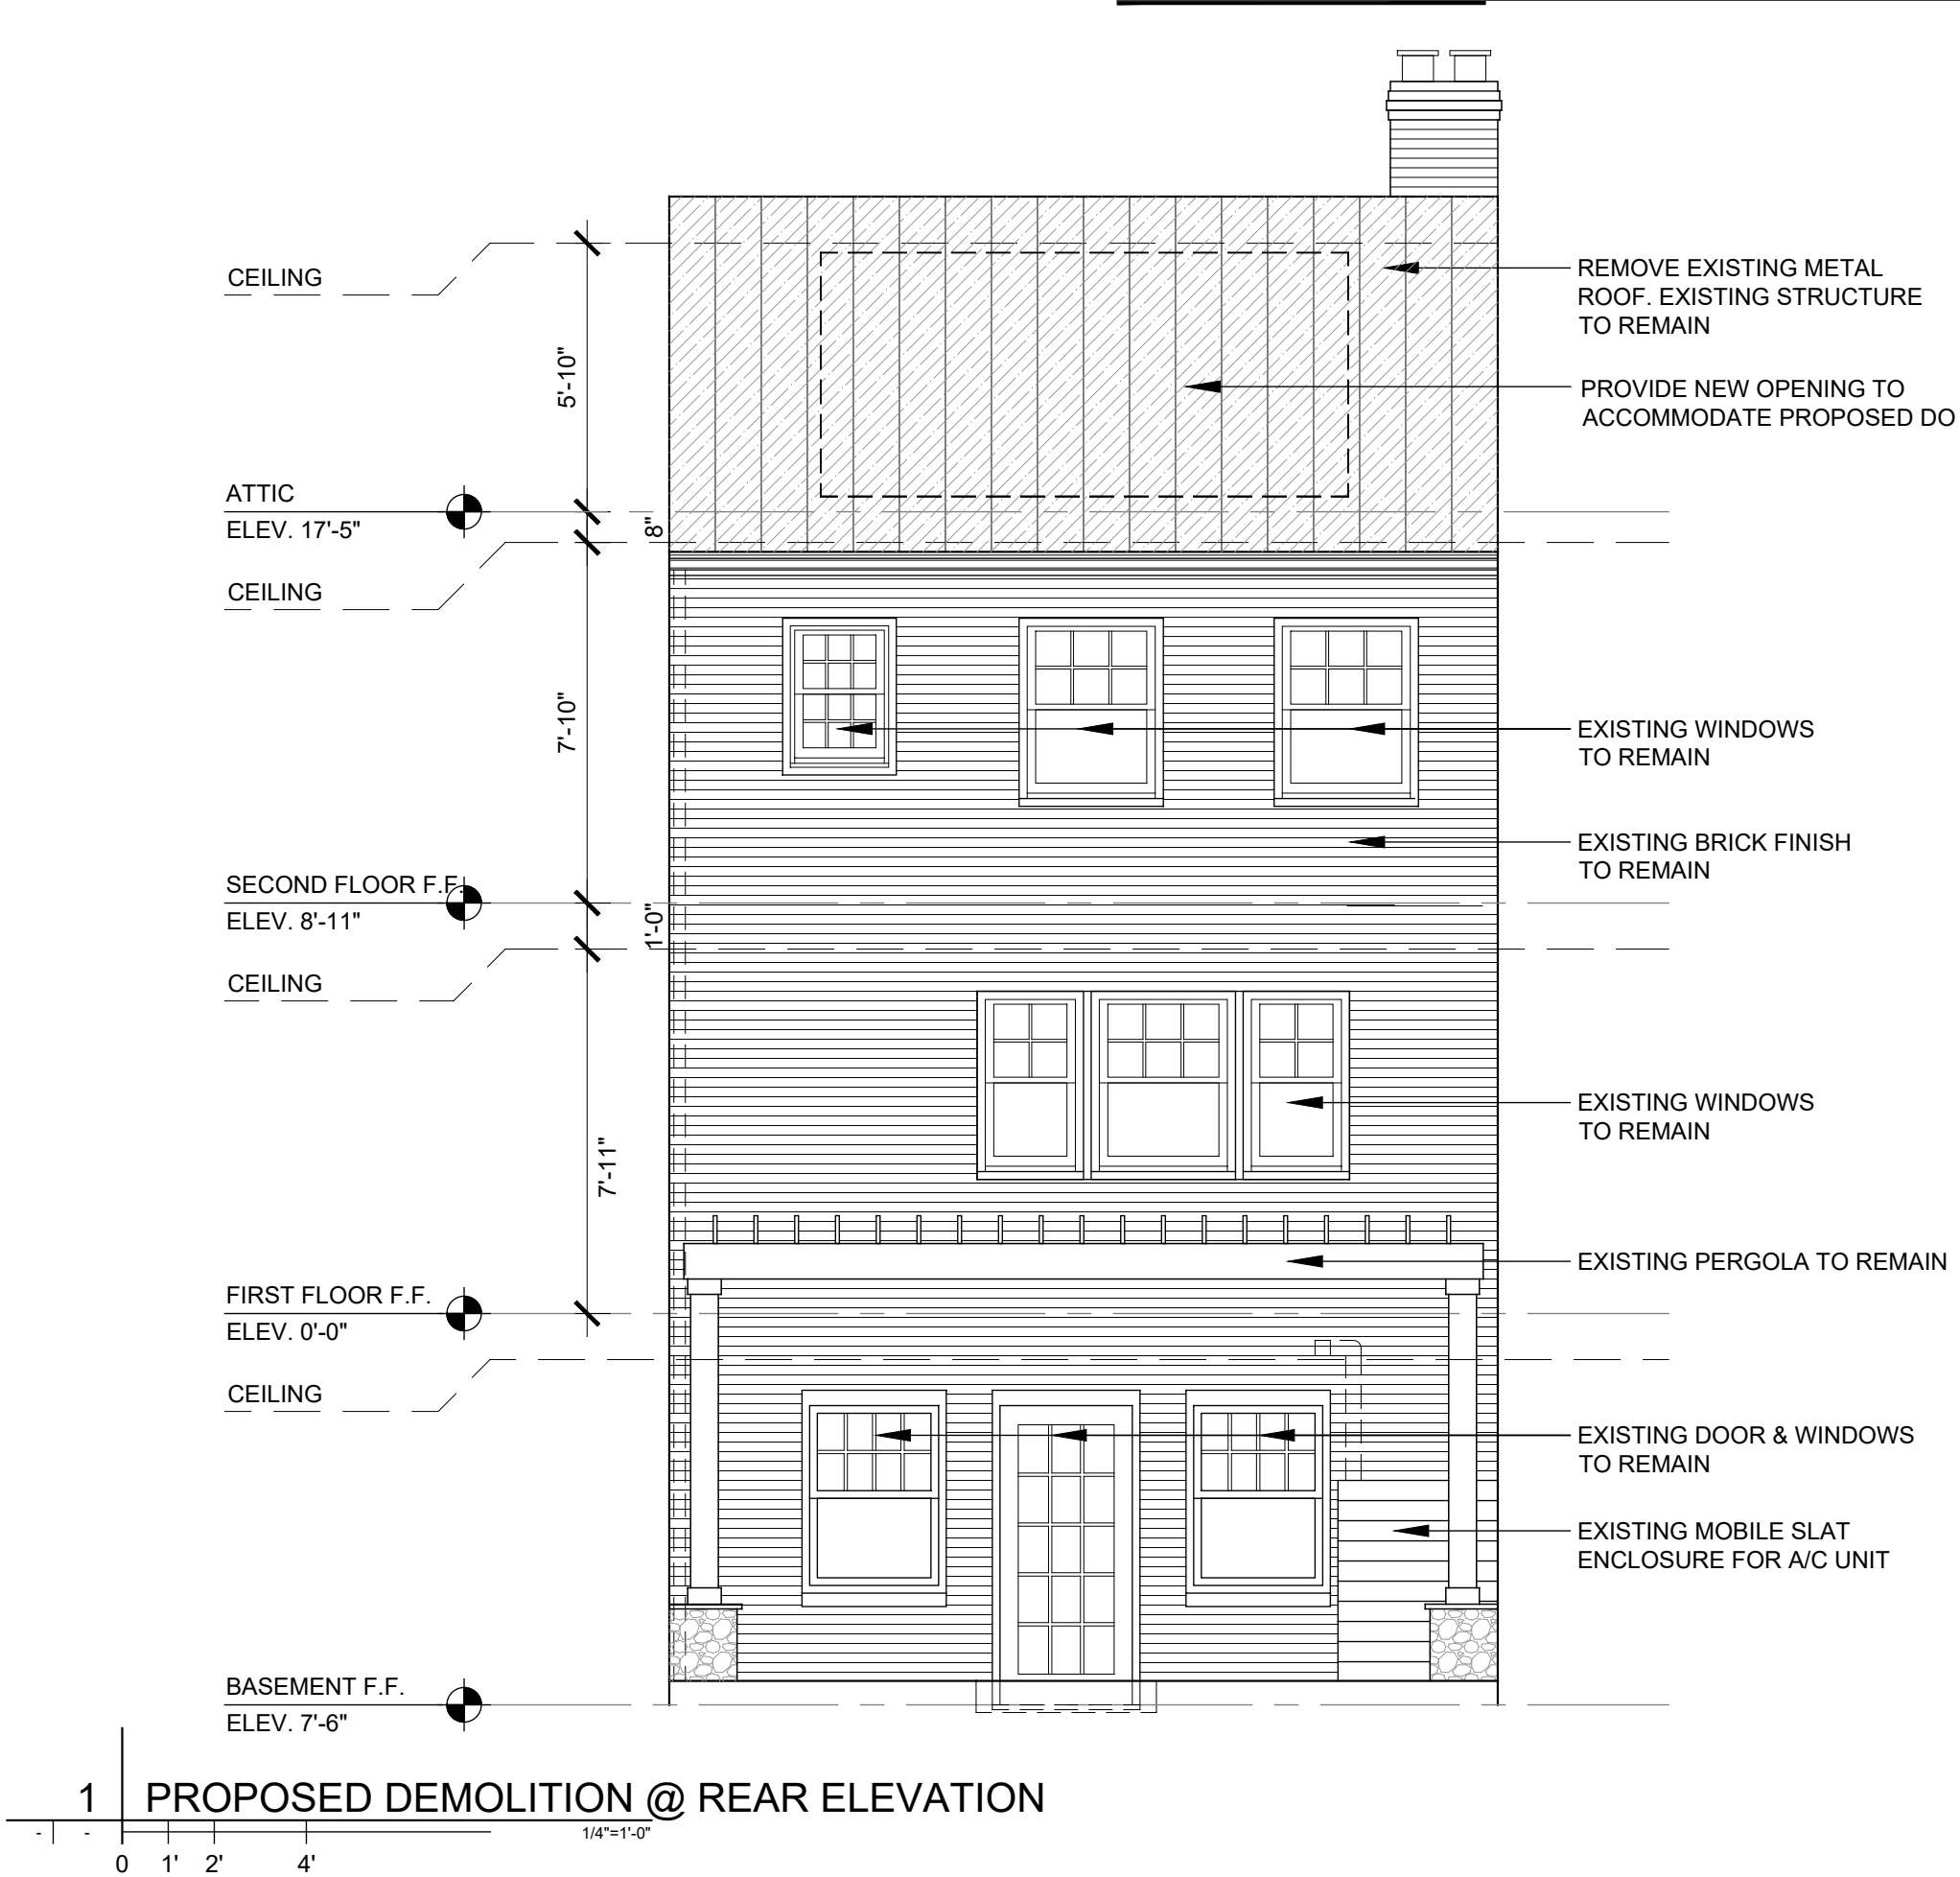 CEILING
5'-10"
ATTIC
ELEV. 17'-5"
8"
CEILING
7'-10"
SECOND FLOOR F.F.
ELEV. 8'-11"
1'-0"
CEILING
7'-11"
FIRST FLOOR F.F.
ELEV. 0'-0"
CEILING
BASEMENT F.F.
ELEV. 7'-6"
REMOVE EXISTING METAL
ROOF. EXISTING STRUCTURE
TO REMAIN
PROVIDE NEW OPENING TO
ACCOMMODATE PROPOSED DO
EXISTING WINDOWS
TO REMAIN
EXISTING BRICK FINISH
TO REMAIN
EXISTING WINDOWS
TO REMAIN
EXISTING PERGOLA TO REMAIN
EXISTING DOOR & WINDOWS
TO REMAIN
EXISTING MOBILE SLAT
ENCLOSURE FOR A/C UNIT
1 PROPOSED DEMOLITION @ REAR ELEVATION
- -
1/4"=1'-0"
0 1' 2' 4'